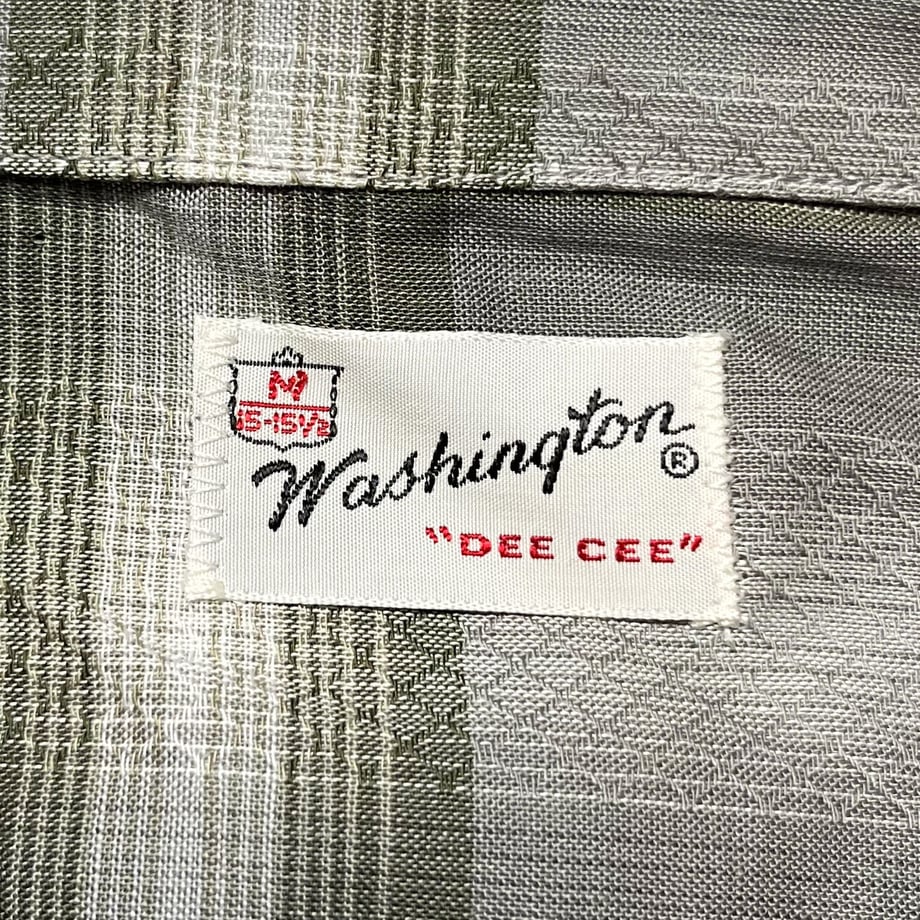 M
15-15½
Washington ®
"DEE CEE"